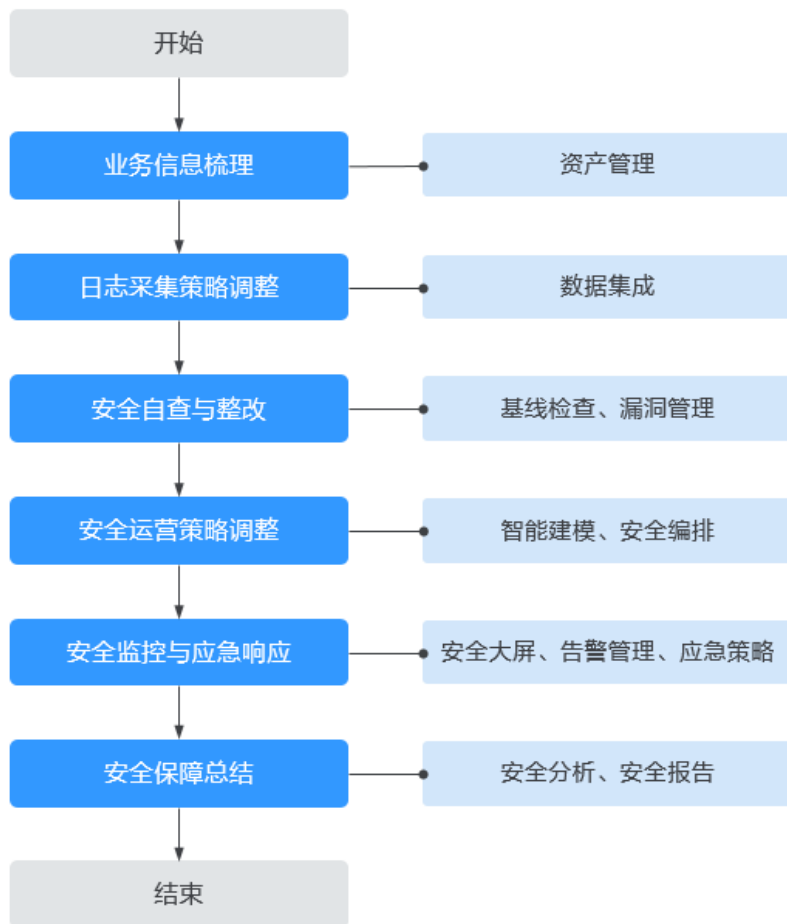 开始
业务信息梳理
资产管理
日志采集策略调整
数据集成
安全自查与整改
基线检查、漏洞管理
安全运营策略调整
智能建模、安全编排
安全监控与应急响应
安全大屏、告警管理、应急策略
安全保障总结
安全分析、安全报告
结束